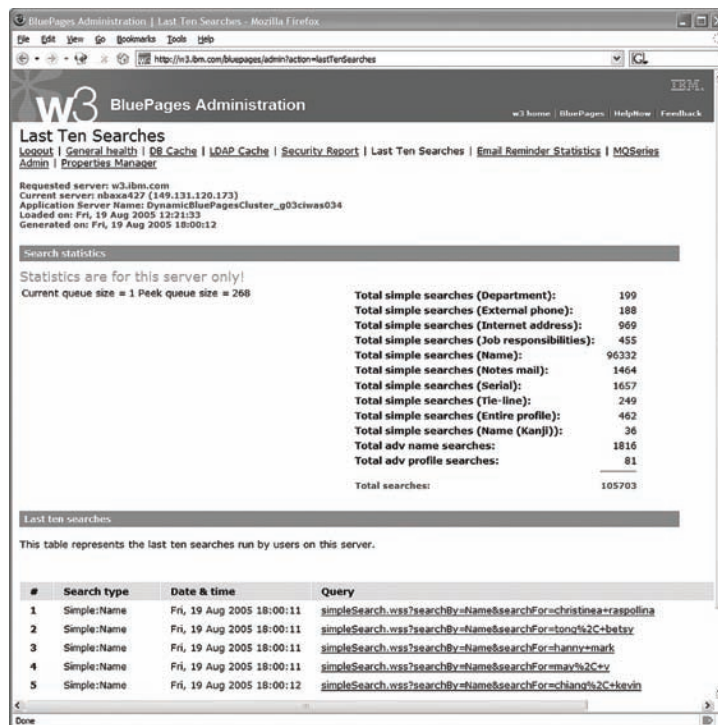 BluePages Administration | Last Ten Searches - Mozilla Firefox
File Edit View Go Bookmarks Tools Help
http://w3.ibm.com/bluepages/admin?action=lastTenSearches
IBM.
w3 BluePages Administration
w3 home | BluePages | HelpNow | Feedback
Last Ten Searches
Logout | General health | DB Cache | LDAP Cache | Security Report | Last Ten Searches | Email Reminder Statistics | MQSeries
Admin | Properties Manager
Requested server: w3.ibm.com
Current server: nbaxa427 (149.131.120.173)
Application Server Name: DynamicBluePagesCluster_g03ciwas034
Loaded on: Fri, 19 Aug 2005 12:21:33
Generated on: Fri, 19 Aug 2005 18:00:12
Search statistics
Statistics are for this server only!
Current queue size = 1 Peek queue size = 268
Total simple searches (Department): 199
Total simple searches (External phone): 188
Total simple searches (Internet address): 969
Total simple searches (Job responsibilities): 455
Total simple searches (Name): 96332
Total simple searches (Notes mail): 1464
Total simple searches (Serial): 1657
Total simple searches (Tie-line): 249
Total simple searches (Entire profile): 462
Total simple searches (Name (Kanji)): 36
Total adv name searches: 1816
Total adv profile searches: 81
Total searches: 105703
Last ten searches
This table represents the last ten searches run by users on this server.
# Search type Date & time Query
1 Simple:Name Fri, 19 Aug 2005 18:00:11 simpleSearch.wss?searchBy=Name&searchFor=christinea+raspollina
2 Simple:Name Fri, 19 Aug 2005 18:00:11 simpleSearch.wss?searchBy=Name&searchFor=tong%2C+betsy
3 Simple:Name Fri, 19 Aug 2005 18:00:11 simpleSearch.wss?searchBy=Name&searchFor=hanny+mark
4 Simple:Name Fri, 19 Aug 2005 18:00:11 simpleSearch.wss?searchBy=Name&searchFor=may%2C+v
5 Simple:Name Fri, 19 Aug 2005 18:00:12 simpleSearch.wss?searchBy=Name&searchFor=chiang%2C+kevin
Done